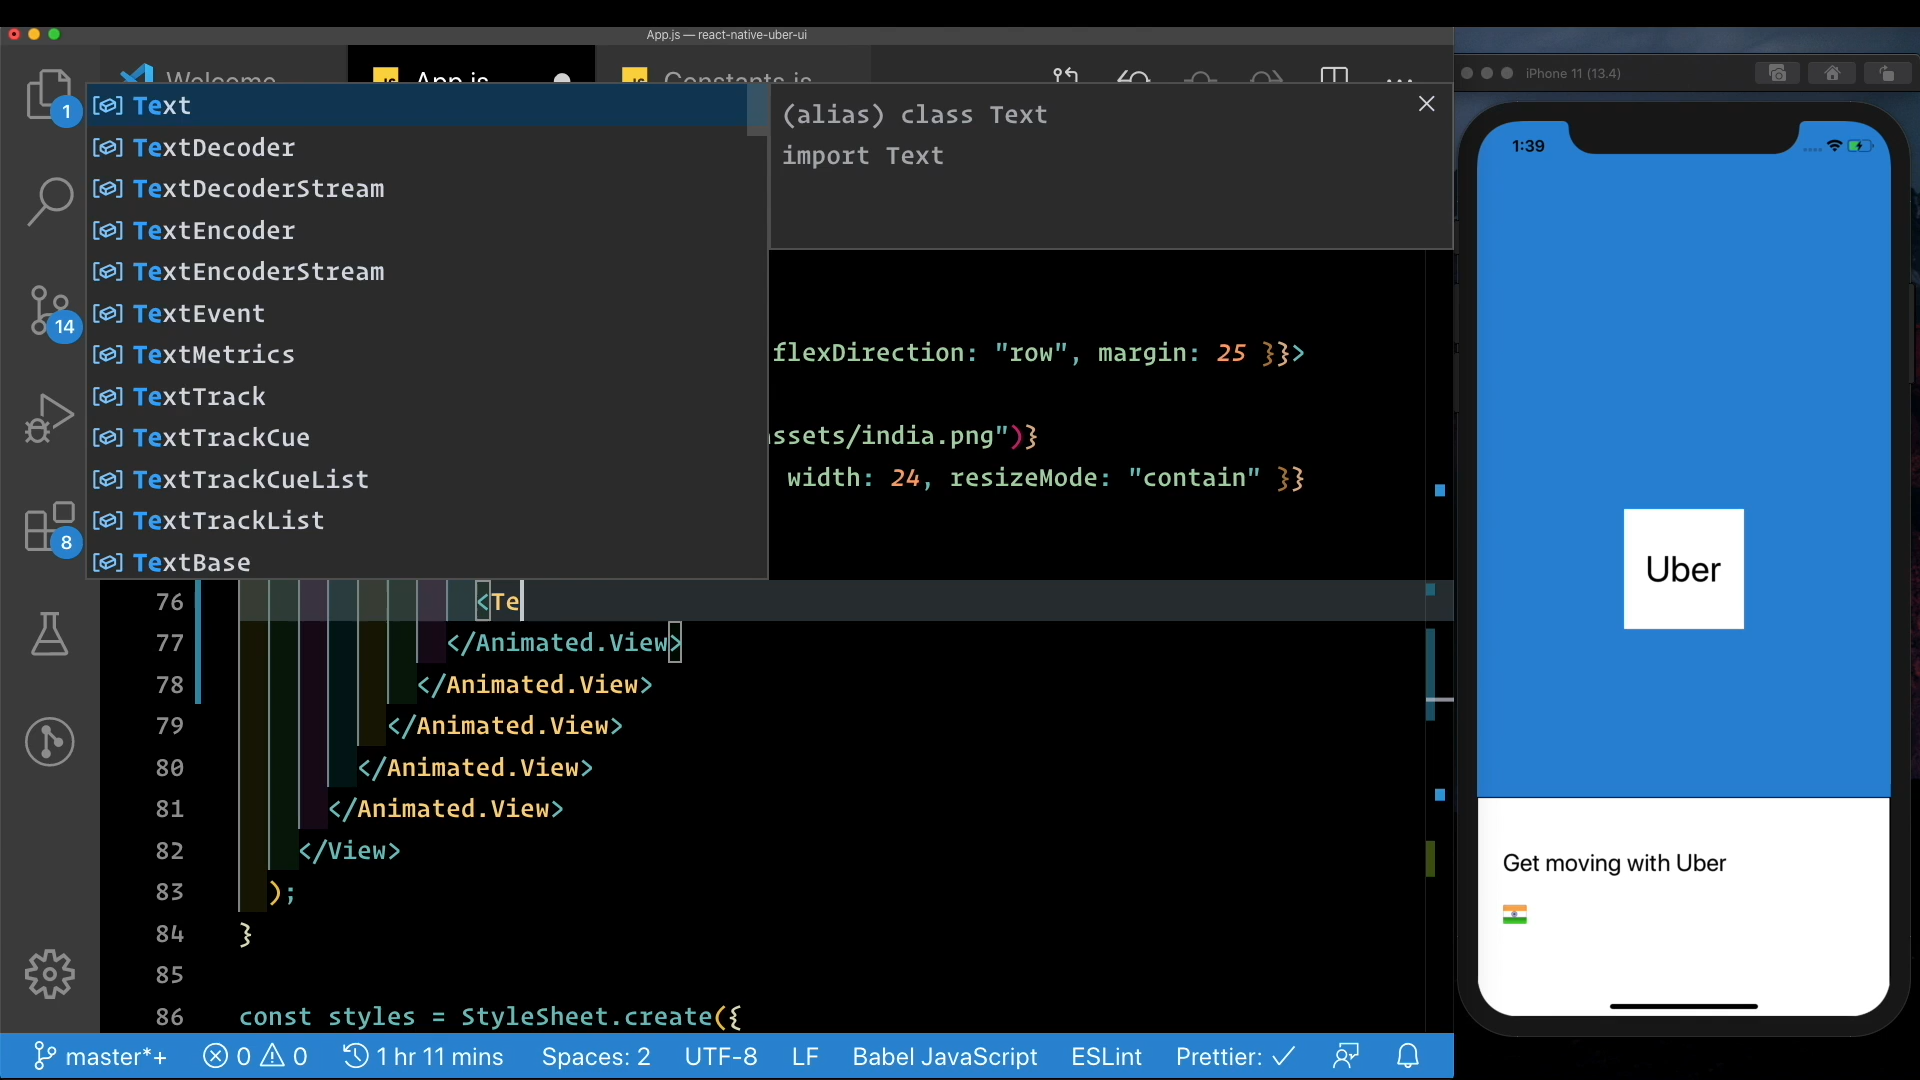 App.js — react-native-uber-ui
Welcome
JS App.js
JS Constants.js
1
14
8
Text
TextDecoder
TextDecoderStream
TextEncoder
TextEncoderStream
TextEvent
TextMetrics
TextTrack
TextTrackCue
TextTrackCueList
TextTrackList
TextBase
(alias) class Text
import Text
flexDirection: "row", margin: 25 }}>
ssets/india.png")}
width: 24, resizeMode: "contain" }}
76 <Te
77 </Animated.View>
78 </Animated.View>
79 </Animated.View>
80 </Animated.View>
81 </Animated.View>
82 </View>
83 );
84 }
85
86 const styles = StyleSheet.create({
master*+ 0 0 1 hr 11 mins Spaces: 2 UTF-8 LF Babel JavaScript ESLint Prettier: ✓
iPhone 11 (13.4)
1:39
Uber
Get moving with Uber